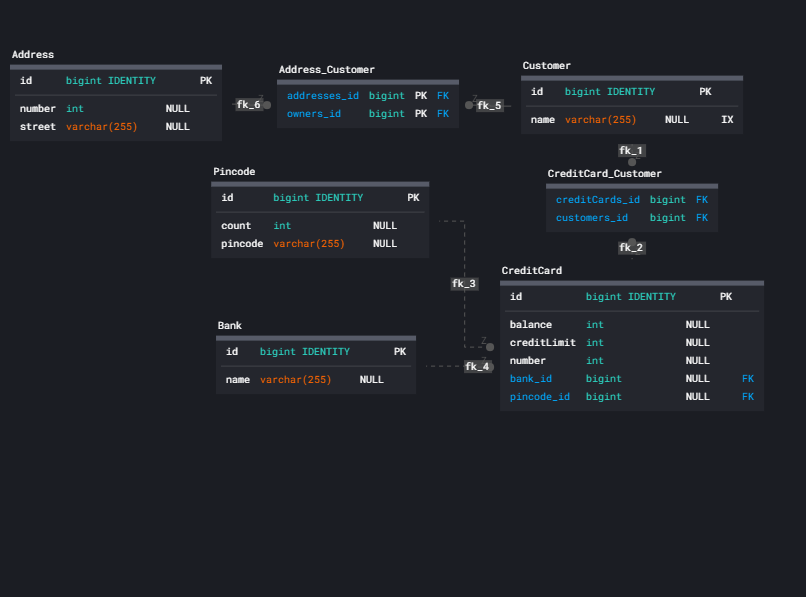 Address
id bigint IDENTITY PK
number int NULL
street varchar(255) NULL
fk_6
Address_Customer
addresses_id bigint PK FK
owners_id bigint PK FK
fk_5
Customer
id bigint IDENTITY PK
name varchar(255) NULL IX
fk_1
CreditCard_Customer
creditCards_id bigint FK
customers_id bigint FK
fk_2
Pincode
id bigint IDENTITY PK
count int NULL
pincode varchar(255) NULL
fk_3
Z
Bank
id bigint IDENTITY PK
name varchar(255) NULL
fk_4
CreditCard
id bigint IDENTITY PK
balance int NULL
creditLimit int NULL
number int NULL
bank_id bigint NULL FK
pincode_id bigint NULL FK